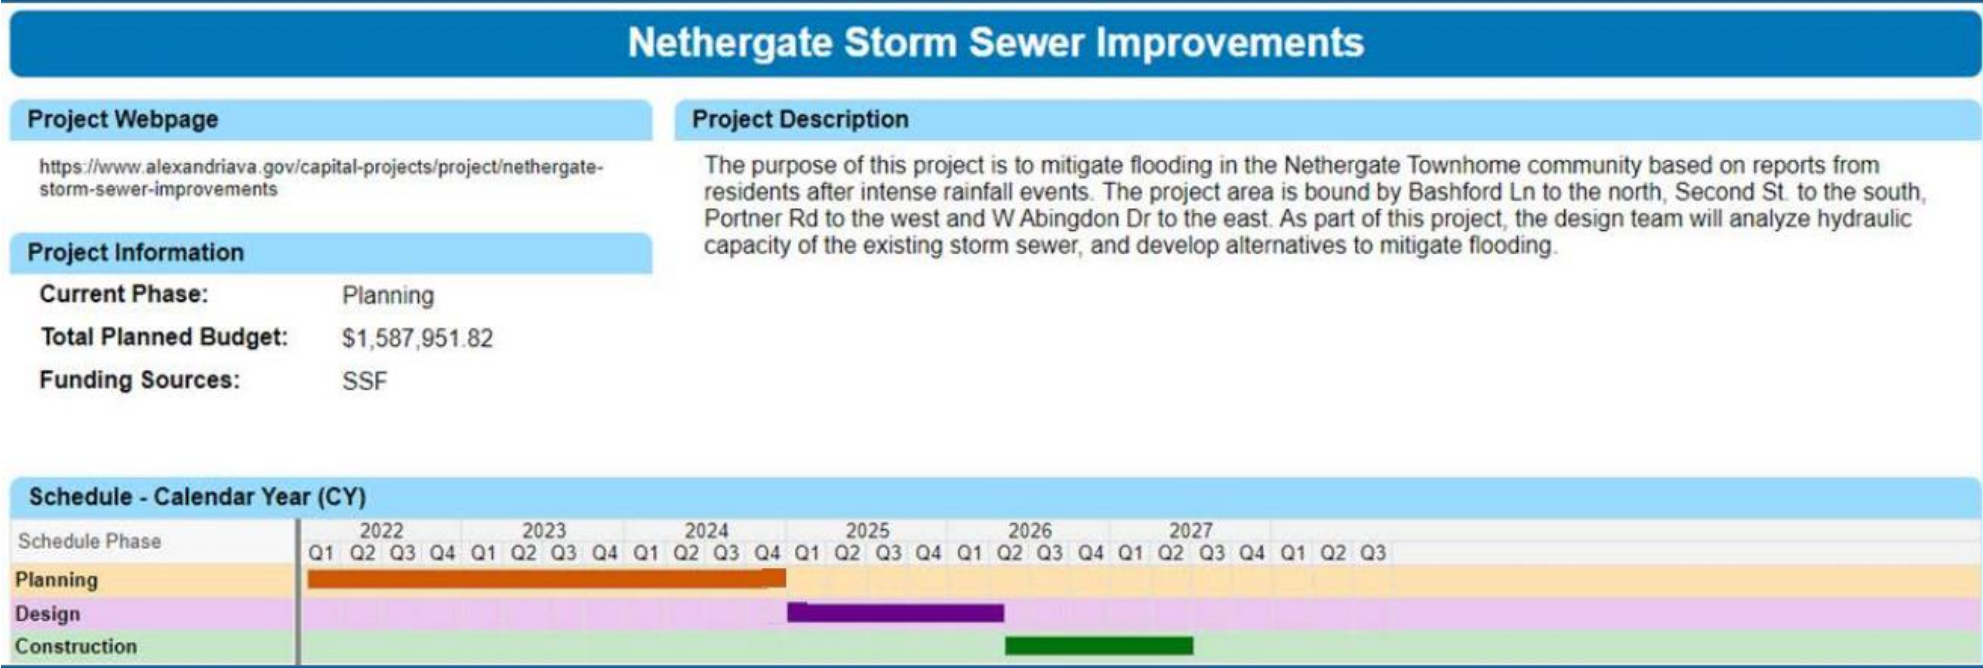 Nethergate Storm Sewer Improvements
Project Webpage
https://www.alexandriava.gov/capital-projects/project/nethergate-
storm-sewer-improvements
Project Description
The purpose of this project is to mitigate flooding in the Nethergate Townhome community based on reports from
residents after intense rainfall events. The project area is bound by Bashford Ln to the north, Second St. to the south,
Portner Rd to the west and W Abingdon Dr to the east. As part of this project, the design team will analyze hydraulic
capacity of the existing storm sewer, and develop alternatives to mitigate flooding.
Project Information
Current Phase: Planning
Total Planned Budget: $1,587,951.82
Funding Sources: SSF
Schedule - Calendar Year (CY)
Schedule Phase
2022 2023 2024 2025 2026 2027
Q1 Q2 Q3 Q4 Q1 Q2 Q3 Q4 Q1 Q2 Q3 Q4 Q1 Q2 Q3 Q4 Q1 Q2 Q3 Q4 Q1 Q2 Q3 Q4 Q1 Q2 Q3
Planning
Design
Construction